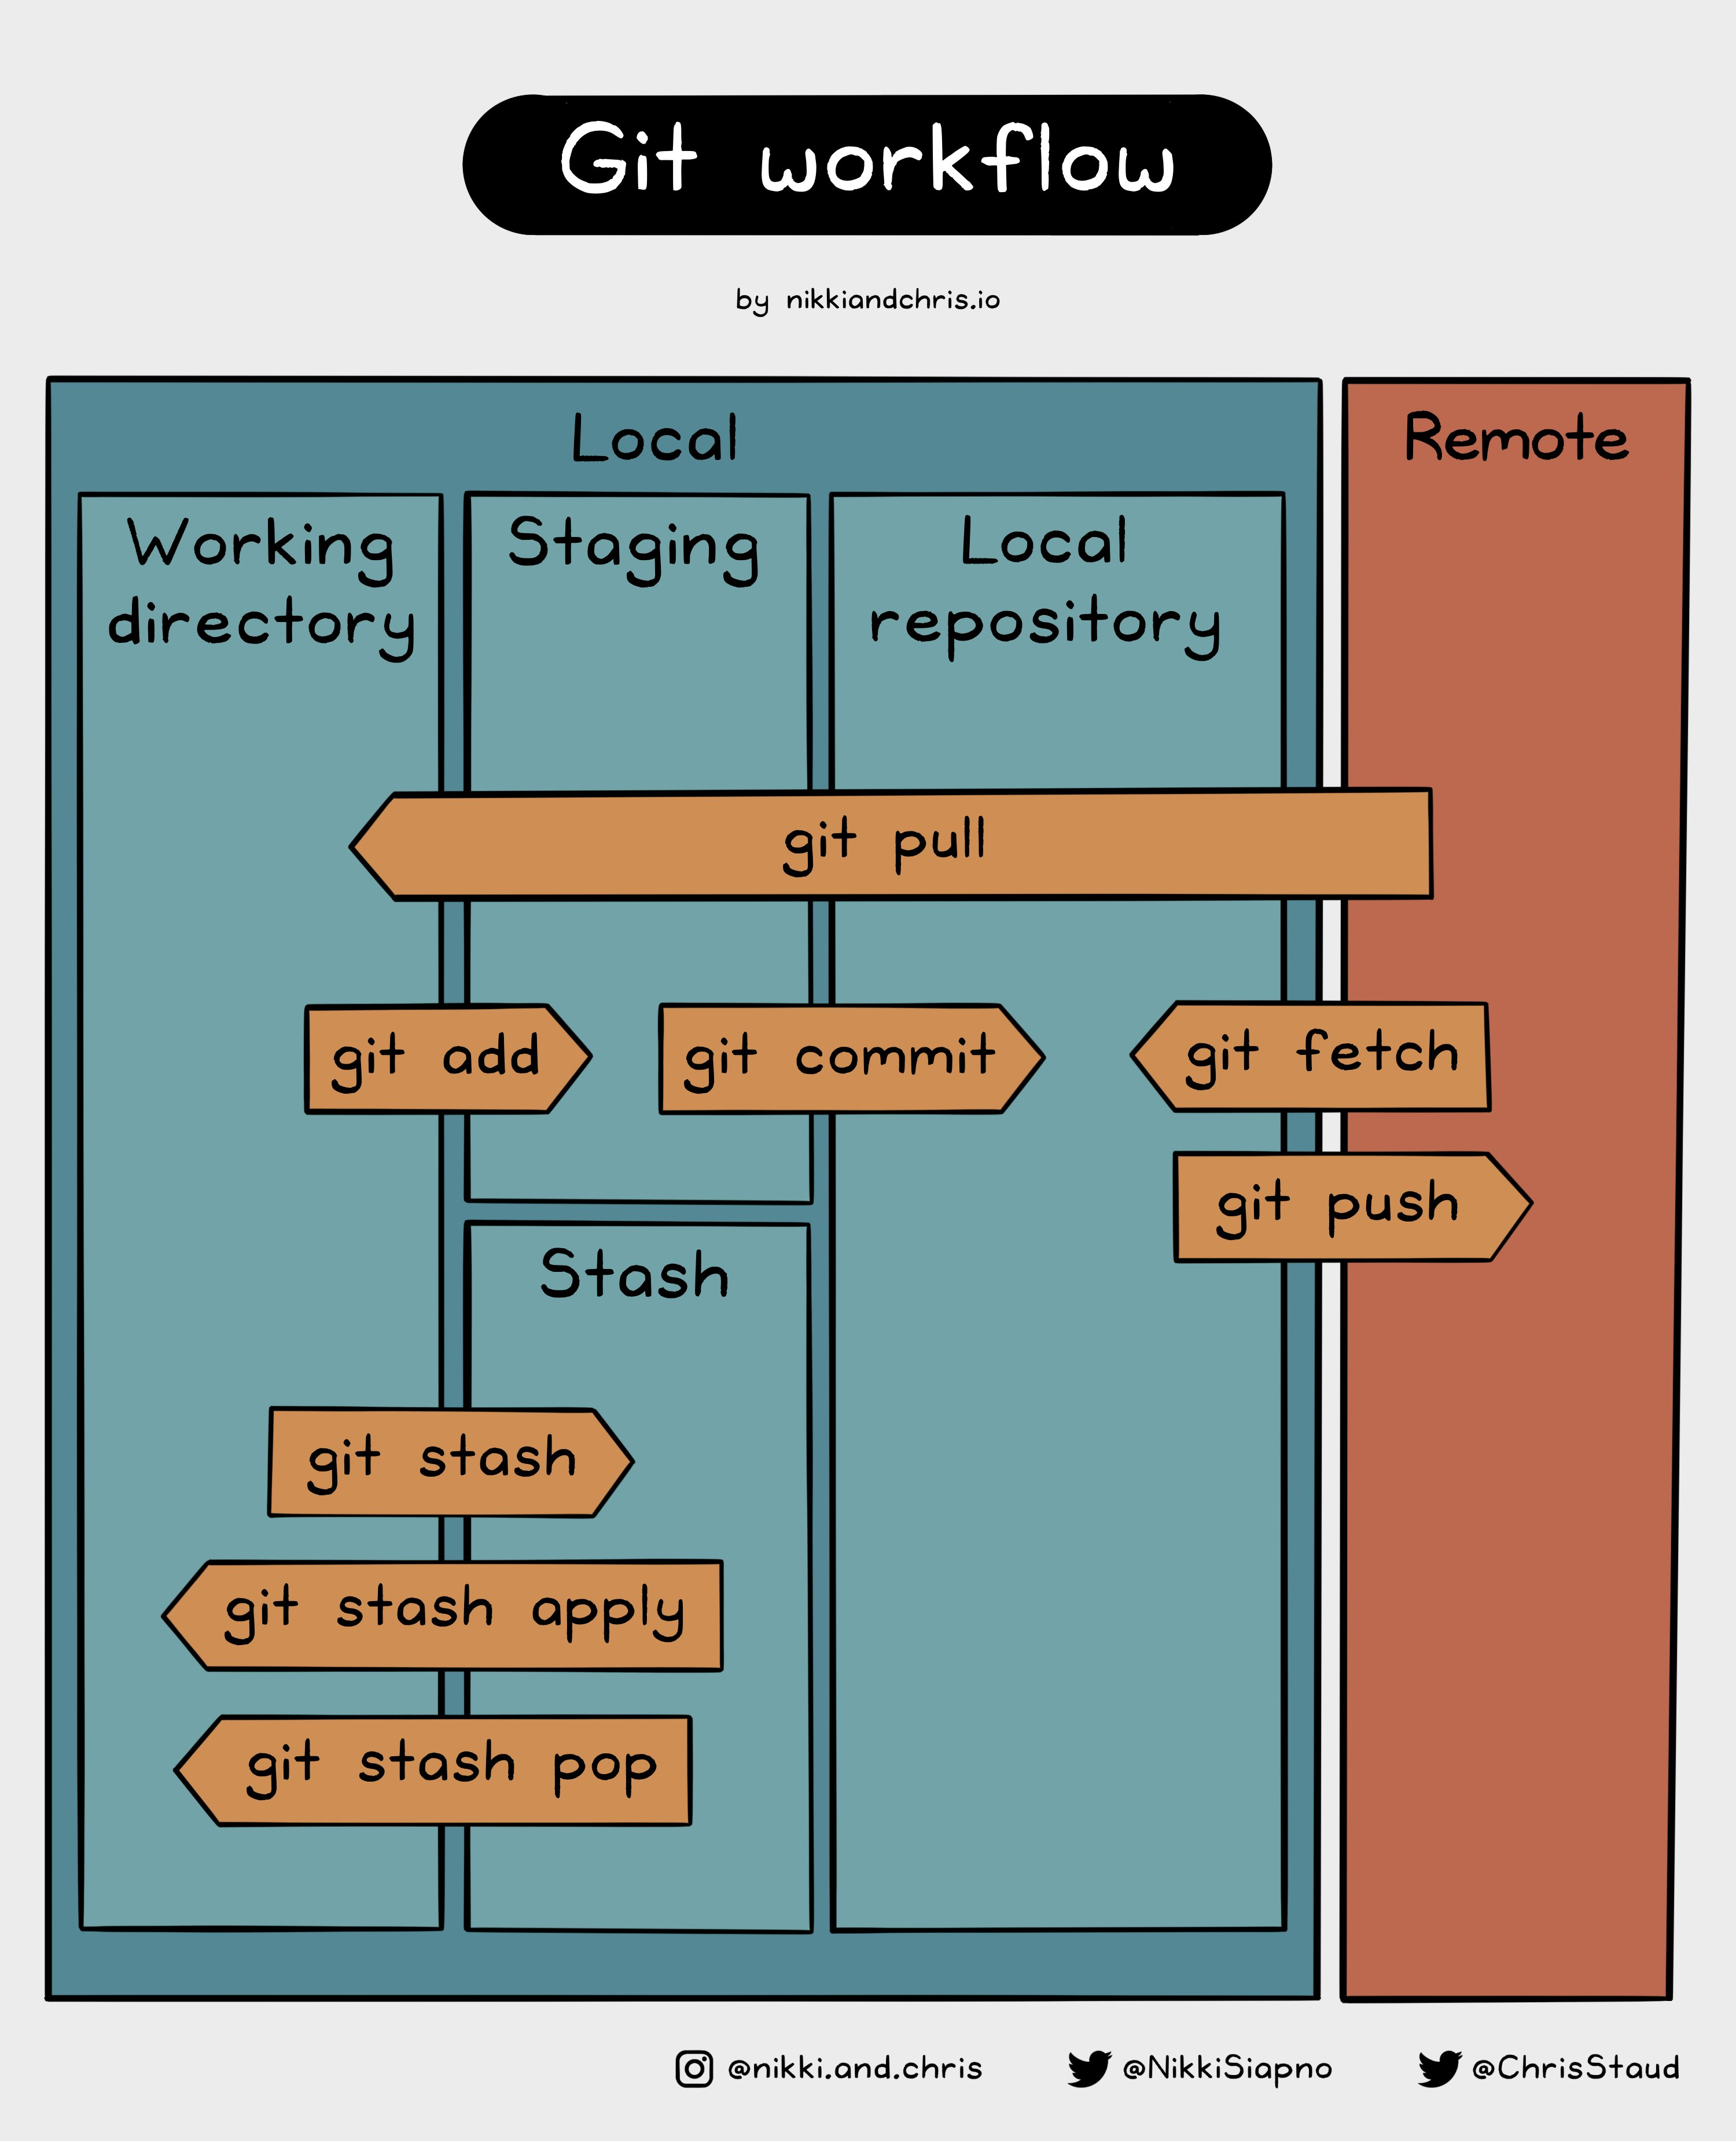 Git workflow
by nikkiandchris.io
Local
Remote
Working
directory
Staging
Local
repository
git pull
git add
git commit
git fetch
git push
Stash
git stash
git stash apply
git stash pop
@nikki.and.chris
@NikkiSiapno
@ChrisStaud